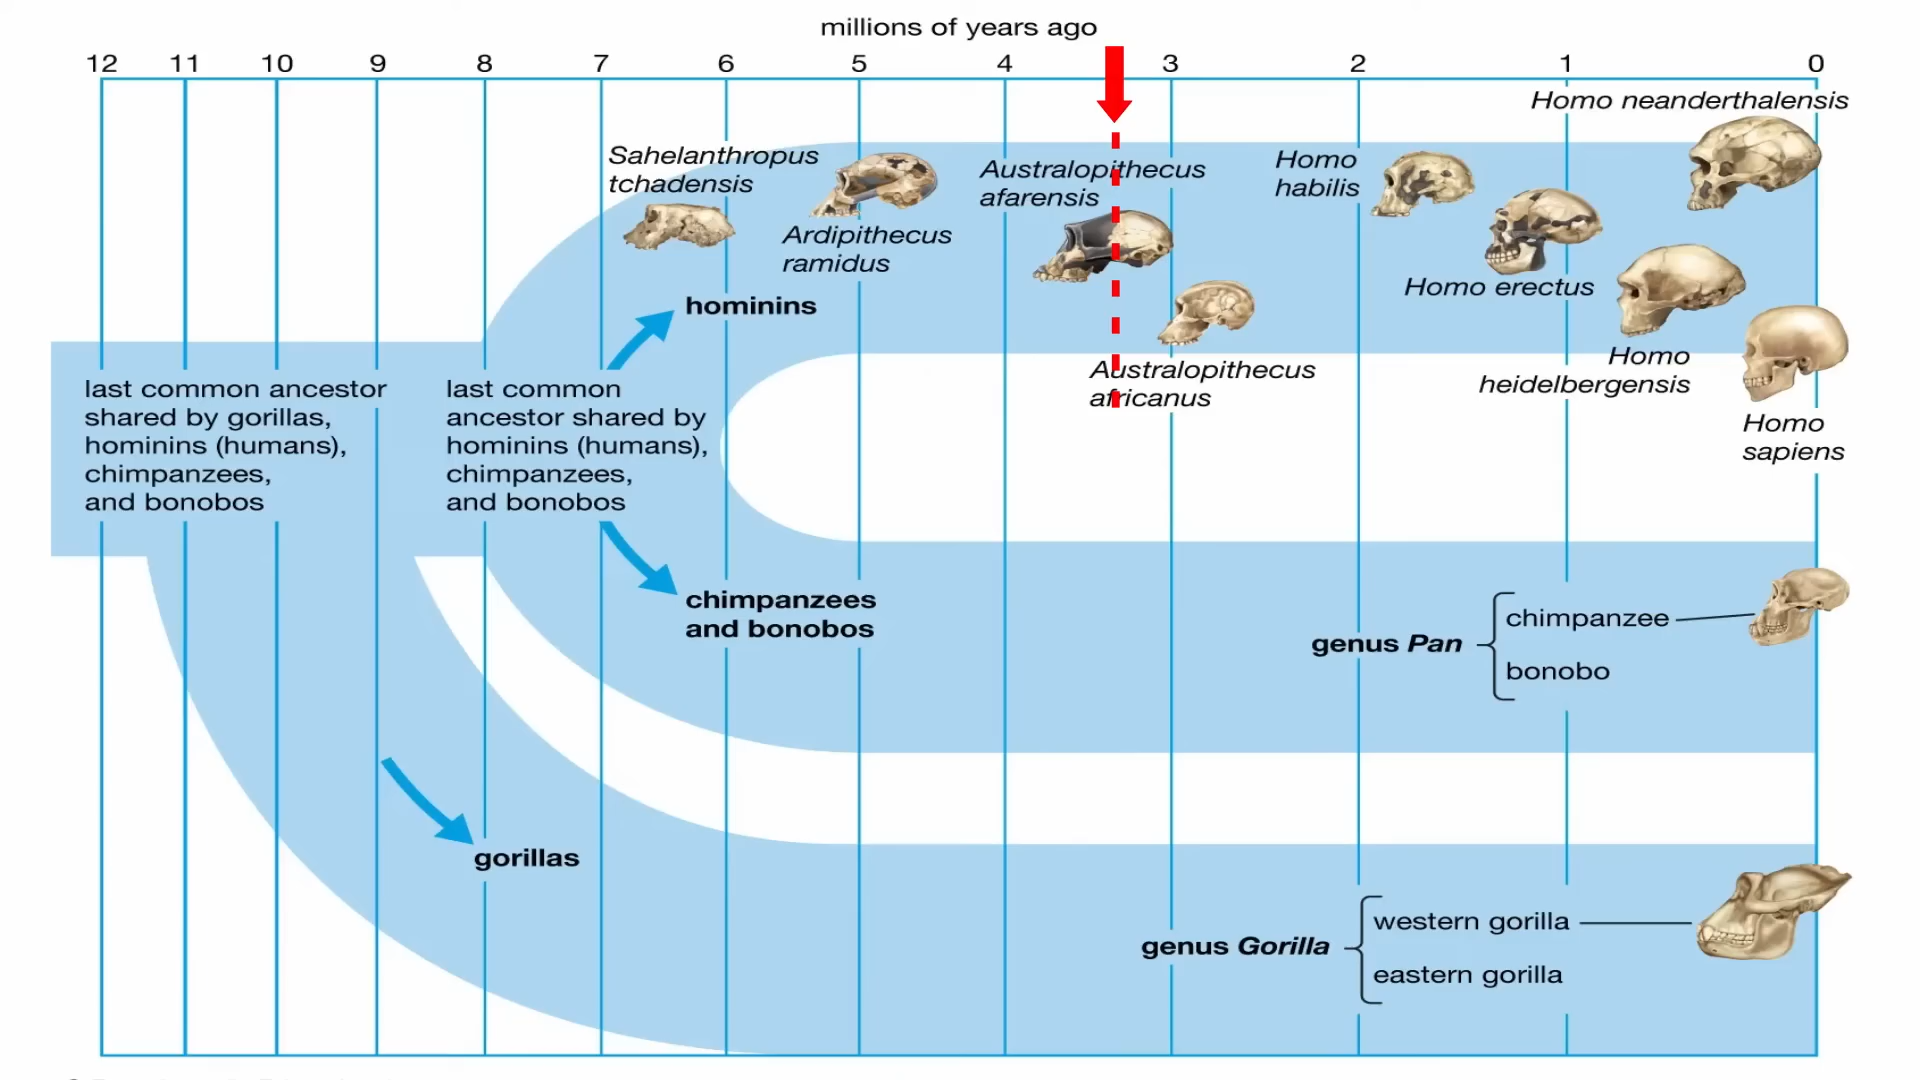 millions of years ago
12 11 10 9 8 7 6 5 4 3 2 1 0
Homo neanderthalensis
Sahelanthropus
tchadensis
Ardipithecus
ramidus
Australopithecus
afarensis
Homo
habilis
Homo erectus
hominins
Australopithecus
africanus
Homo
heidelbergensis
Homo
sapiens
last common ancestor
shared by gorillas,
hominins (humans),
chimpanzees,
and bonobos
last common
ancestor shared by
hominins (humans),
chimpanzees,
and bonobos
chimpanzees
and bonobos
genus Pan
chimpanzee
bonobo
gorillas
genus Gorilla
western gorilla
eastern gorilla